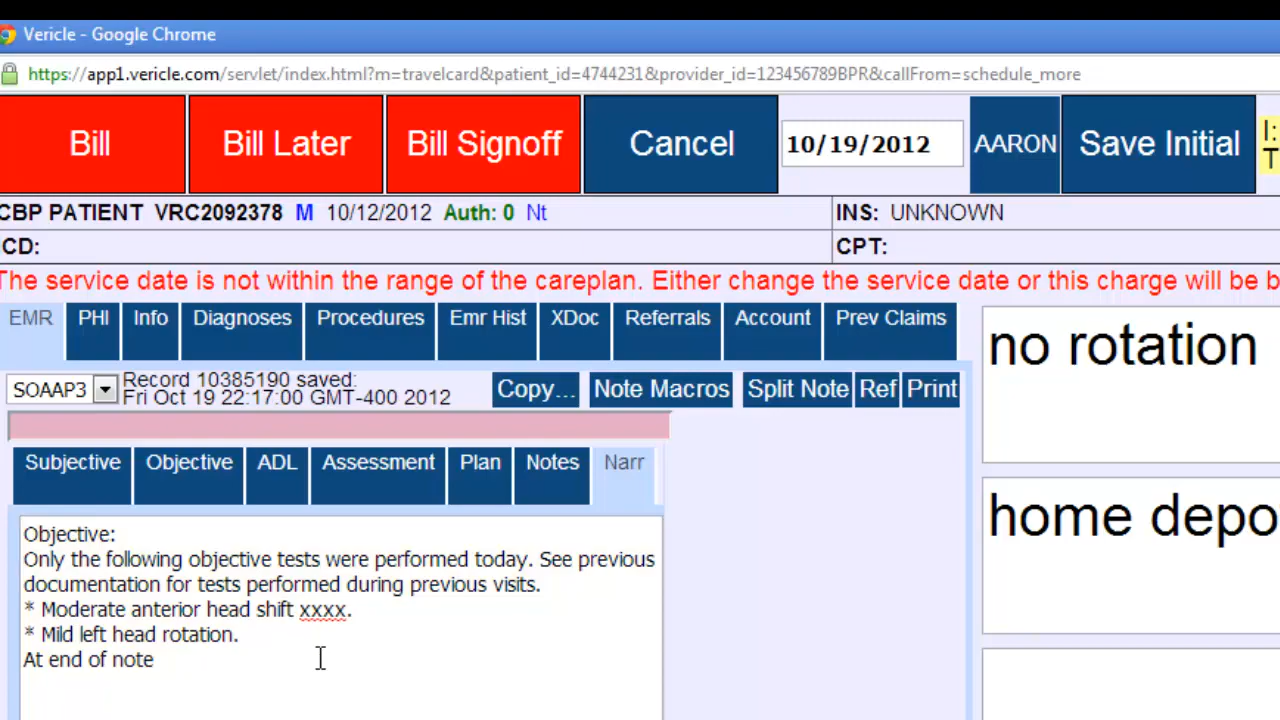 Vericle - Google Chrome
https://app1.vericle.com/servlet/index.html?m=travelcard&patient_id=4744231&provider_id=123456789BPR&callFrom=schedule_more
Bill Bill Later Bill Signoff Cancel 10/19/2012 AARON Save Initial I:
T
CBP PATIENT VRC2092378 M 10/12/2012 Auth: 0 Nt INS: UNKNOWN
CD: CPT:
The service date is not within the range of the careplan. Either change the service date or this charge will be b
EMR PHI Info Diagnoses Procedures Emr Hist XDoc Referrals Account Prev Claims
SOAAP3 Record 10385190 saved:
Fri Oct 19 22:17:00 GMT-400 2012
Copy... Note Macros Split Note Ref Print
Subjective Objective ADL Assessment Plan Notes Narr
Objective:
Only the following objective tests were performed today. See previous
documentation for tests performed during previous visits.
* Moderate anterior head shift xxxx.
* Mild left head rotation.
At end of note
no rotation
home depo